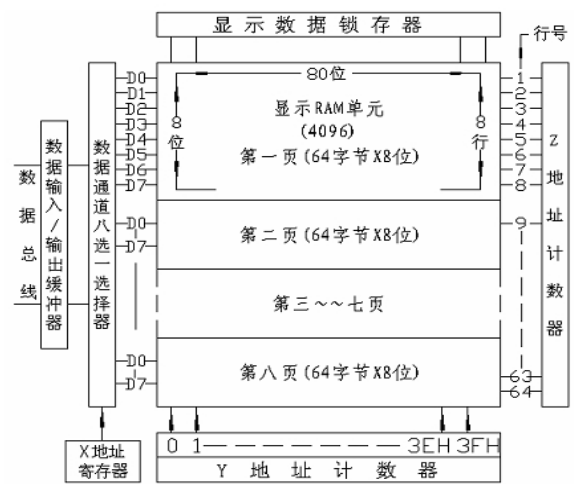 显示数据锁存器
行号
80位
D0
D1
D2
D3
D4
D5
D6
D7
8位
显示RAM单元
(4096)
第一页(64字节X8位)
8行
1
2
3
4
5
6
7
8
数据总线
数据输入/输出缓冲器
数据通道八选一选择器
Z地址计数器
D0
D7
第二页(64字节X8位)
9
第三~~七页
D0
D7
第八页(64字节X8位)
63
64
X地址
寄存器
0 1 3EH 3FH
Y地址计数器